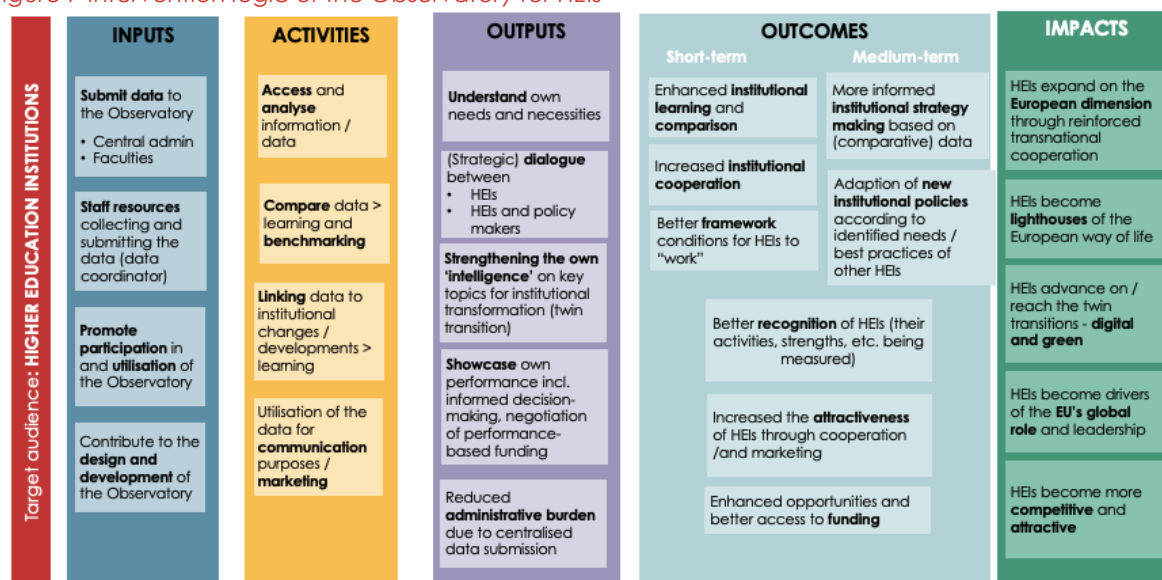 Figure 7 Intervention logic of the Observatory for HEIs
Target audience: HIGHER EDUCATION INSTITUTIONS
INPUTS
Submit data to
the Observatory
• Central admin
• Faculties
Staff resources
collecting and
submitting the
data (data
coordinator)
Promote
participation in
and utilisation of
the Observatory
Contribute to the
design and
development of
the Observatory
ACTIVITIES
Access and
analyse
information /
data
Compare data >
learning and
benchmarking
Linking data to
institutional
changes /
developments >
learning
Utilisation of the
data for
communication
purposes /
marketing
OUTPUTS
Understand own
needs and necessities
(Strategic) dialogue
between
• HEIs
• HEIs and policy
makers
Strengthening the own
'intelligence' on key
topics for institutional
transformation (twin
transition)
Showcase own
performance incl.
informed decision-
making, negotiation
of performance-
based funding
Reduced
administrative burden
due to centralised
data submission
OUTCOMES
Short-term
Enhanced institutional
learning and
comparison
Increased institutional
cooperation
Better framework
conditions for HEIs to
"work"
Medium-term
More informed
institutional strategy
making based on
(comparative) data
Adaption of new
institutional policies
according to
identified needs /
best practices of
other HEIs
Better recognition of HEIs (their
activities, strengths, etc. being
measured)
Increased the attractiveness
of HEIs through cooperation
/and marketing
Enhanced opportunities and
better access to funding
IMPACTS
HEIs expand on the
European dimension
through reinforced
transnational
cooperation
HEIs become
lighthouses of the
European way of life
HEIs advance on /
reach the twin
transitions - digital
and green
HEIs become drivers
of the EU's global
role and leadership
HEIs become more
competitive and
attractive